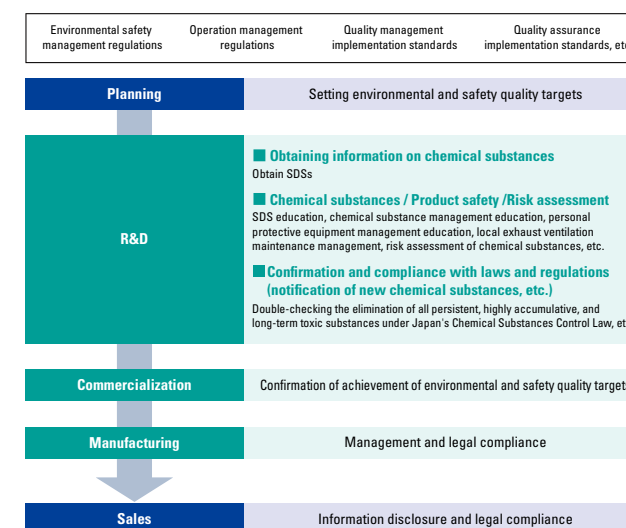 Environmental safety
management regulations
Operation management
regulations
Quality management
implementation standards
Quality assurance
implementation standards, etc
Planning
Setting environmental and safety quality targets
R&D
■ Obtaining information on chemical substances
Obtain SDSs
■ Chemical substances / Product safety /Risk assessment
SDS education, chemical substance management education, personal
protective equipment management education, local exhaust ventilation
maintenance management, risk assessment of chemical substances, etc.
■ Confirmation and compliance with laws and regulations
(notification of new chemical substances, etc.)
Double-checking the elimination of all persistent, highly accumulative, and
long-term toxic substances under Japan's Chemical Substances Control Law, et
Commercialization
Confirmation of achievement of environmental and safety quality targets
Manufacturing
Management and legal compliance
Sales
Information disclosure and legal compliance